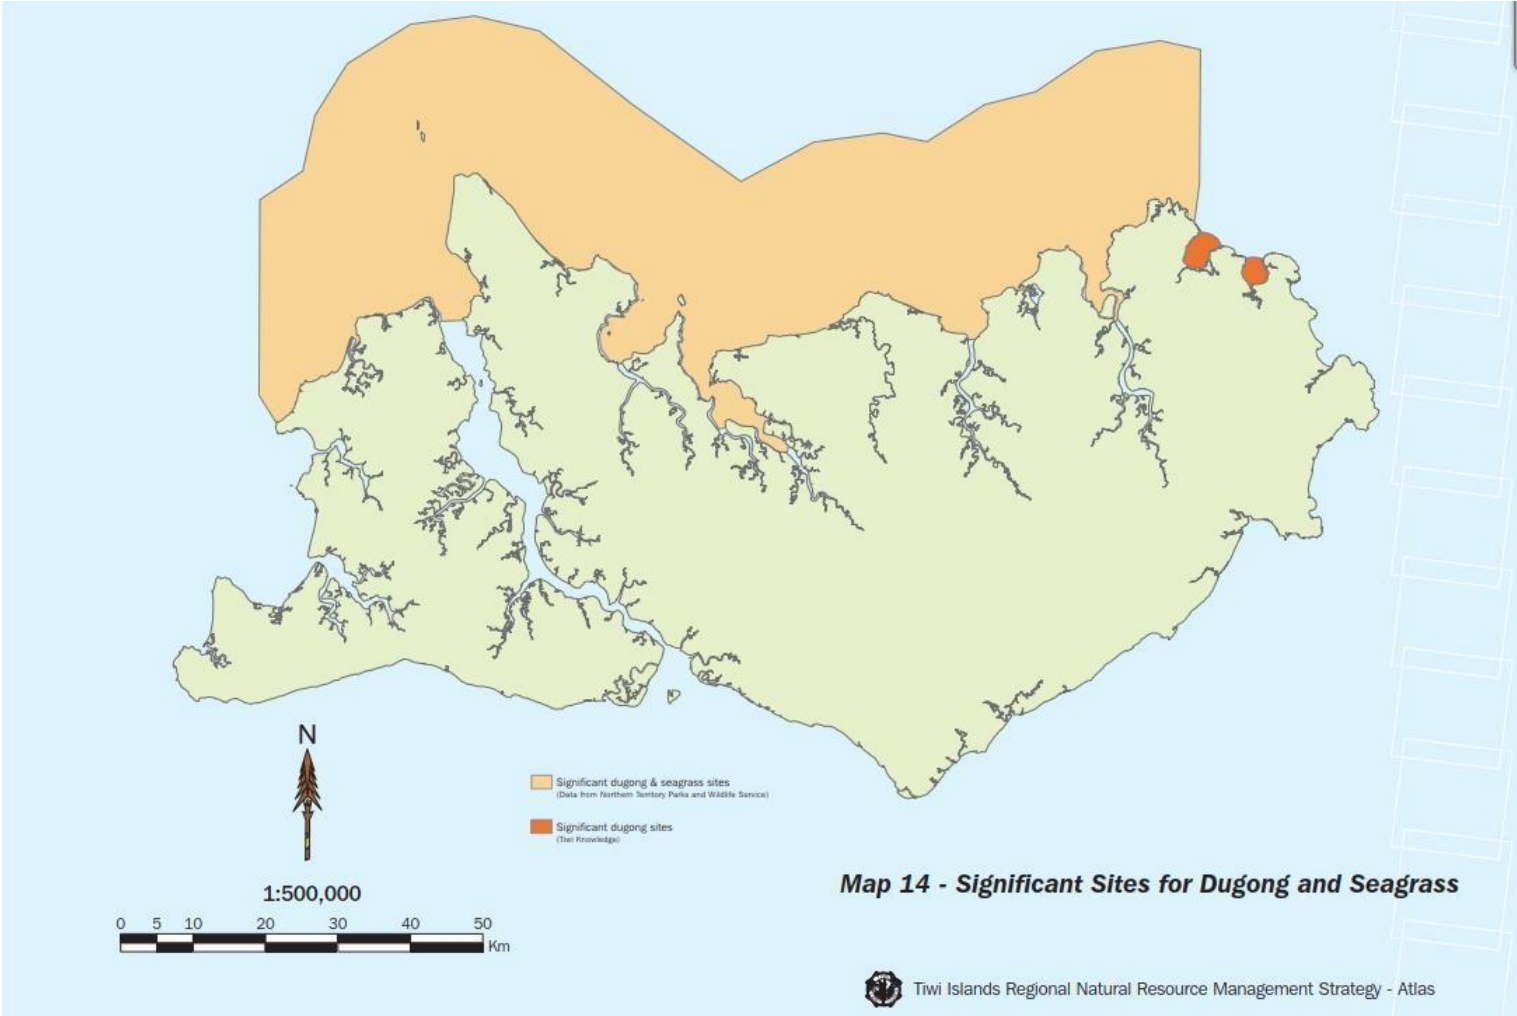 N
1:500,000
0 5 10 20 30 40 50
Km
Significant dugong & seagrass sites
(Data from Northern Territory Parks and Wildlife Service)
Significant dugong sites
(Tiwi Knowledge)
Map 14 - Significant Sites for Dugong and Seagrass
Tiwi Islands Regional Natural Resource Management Strategy - Atlas